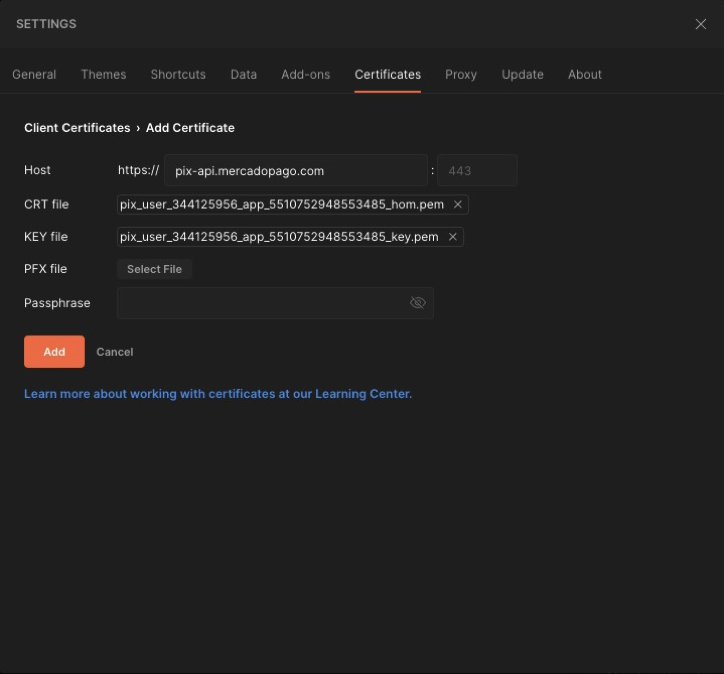 SETTINGS
General Themes Shortcuts Data Add-ons Certificates Proxy Update About
Client Certificates › Add Certificate
Host https:// pix-api.mercadopago.com : 443
CRT file pix_user_344125956_app_5510752948553485_hom.pem ×
KEY file pix_user_344125956_app_5510752948553485_key.pem ×
PFX file Select File
Passphrase
Add Cancel
Learn more about working with certificates at our Learning Center.